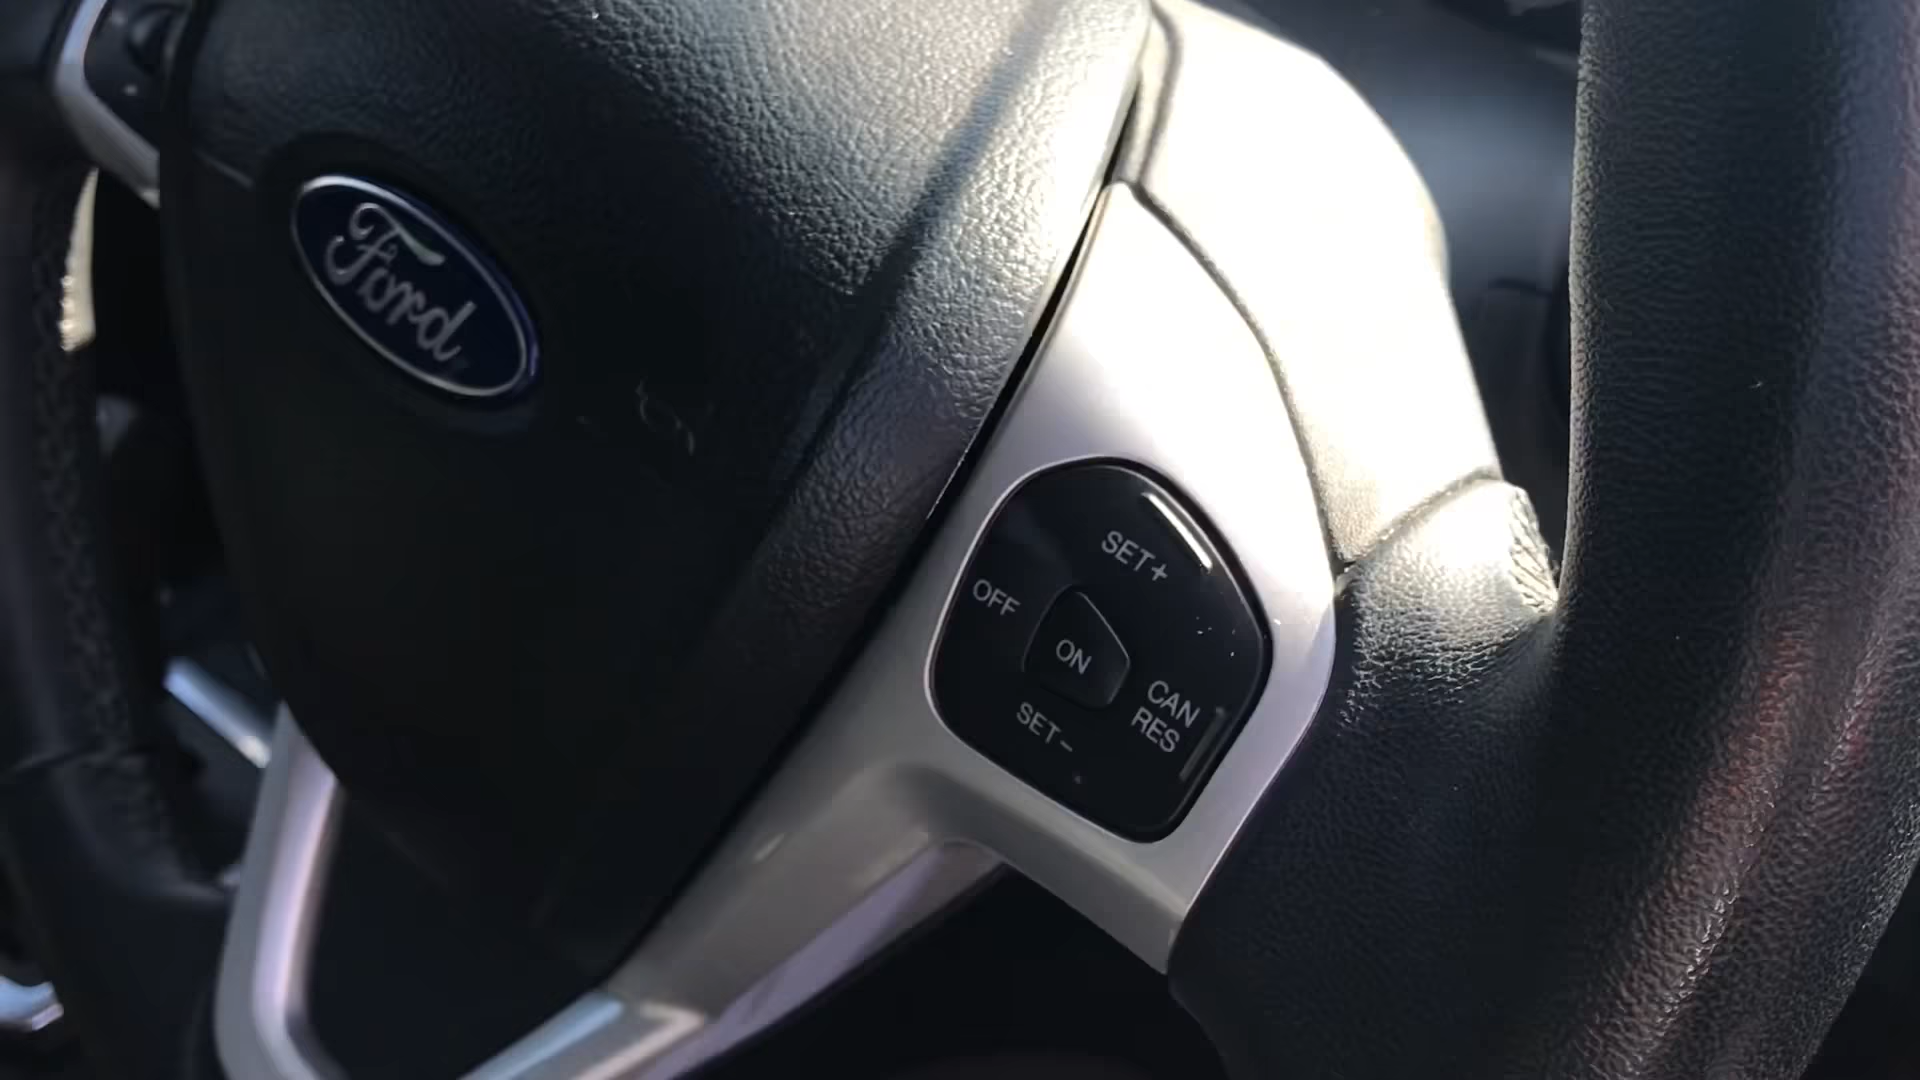 Ford
SET+
OFF
ON
SET-
CAN
RES